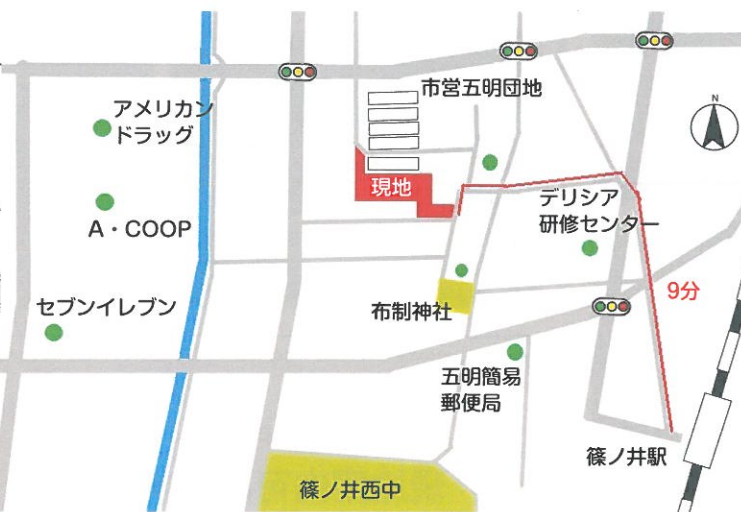 N
市営五明団地
アメリカン
ドラッグ
現地
デリシア
研修センター
A・COOP
9分
セブンイレブン
布制神社
五明簡易
郵便局
篠ノ井駅
篠ノ井西中